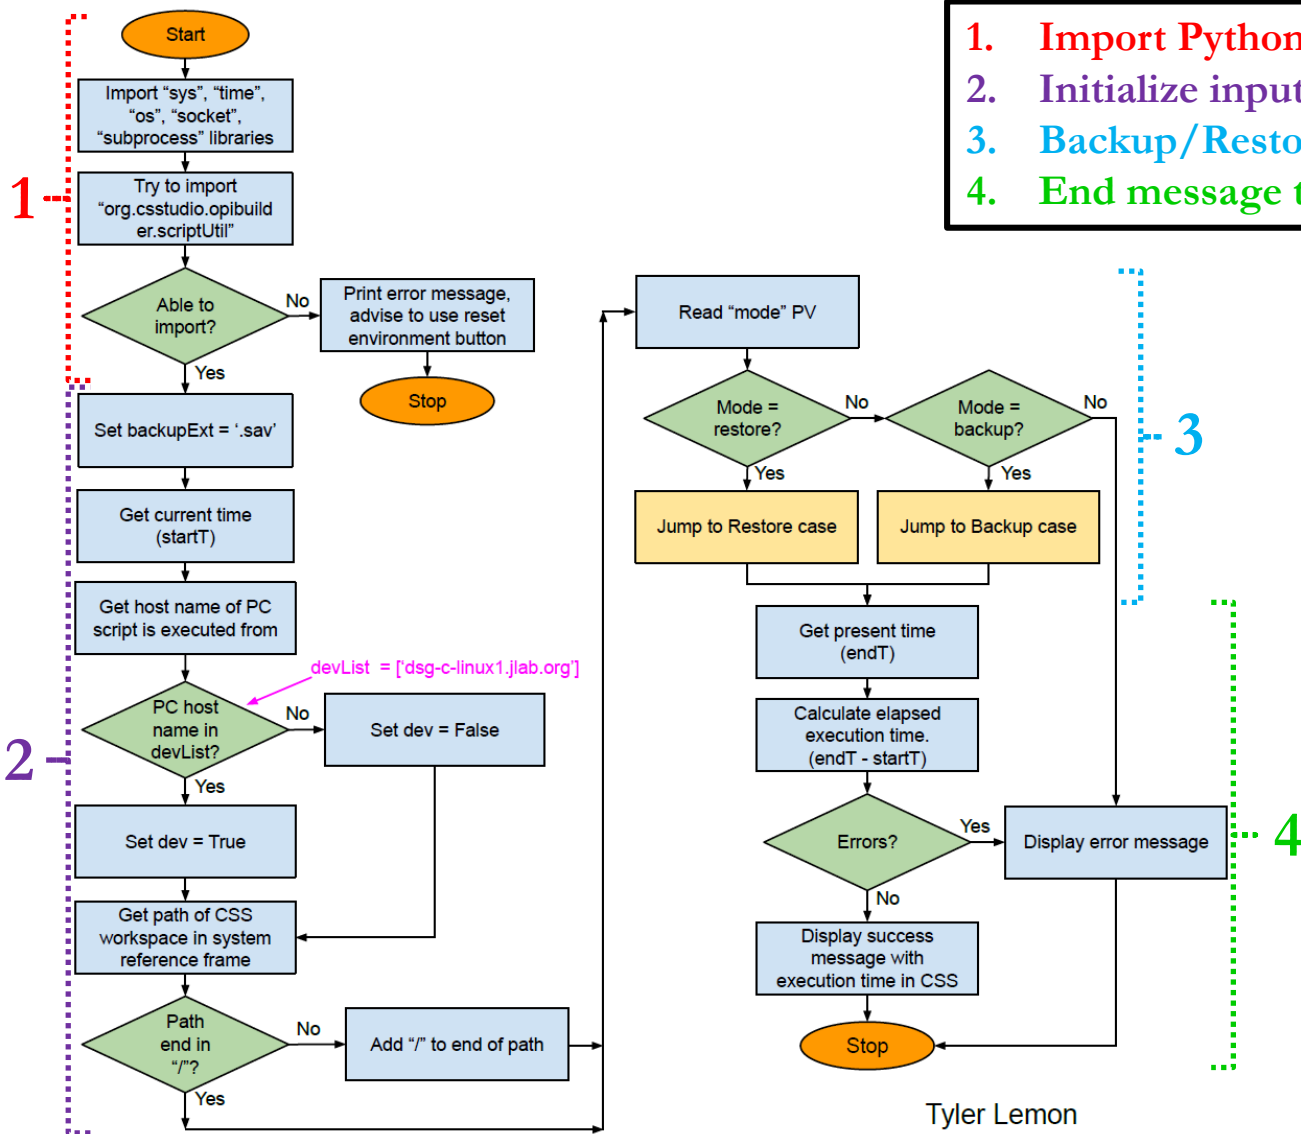 Start
Import “sys”, “time”,
“os”, “socket”,
“subprocess” libraries
Try to import
“org.csstudio.opibuild
er.scriptUtil”
Able to
import?
No
Print error message,
advise to use reset
environment button
Stop
Yes
1
Set backupExt = ‘.sav’
Get current time
(startT)
Get host name of PC
script is executed from
devList = [‘dsg-c-linux1.jlab.org’]
PC host
name in
devList?
No
Set dev = False
Yes
2
Set dev = True
Get path of CSS
workspace in system
reference frame
Path
end in
“/”?
No
Add “/” to end of path
Yes
1. Import Python
2. Initialize input
3. Backup/Resto
4. End message t
Read “mode” PV
Mode =
restore?
No
Mode =
backup?
No
Yes
Yes
3
Jump to Restore case
Jump to Backup case
Get present time
(endT)
Calculate elapsed
execution time.
(endT - startT)
Errors?
Yes
Display error message
4
No
Display success
message with
execution time in CSS
Stop
Tyler Lemon